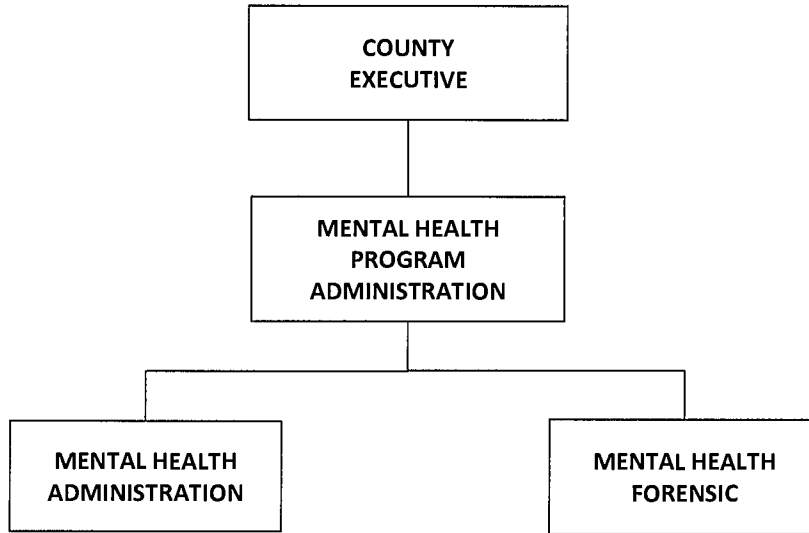 COUNTY
EXECUTIVE
MENTAL HEALTH
PROGRAM
ADMINISTRATION
MENTAL HEALTH
ADMINISTRATION
MENTAL HEALTH
FORENSIC